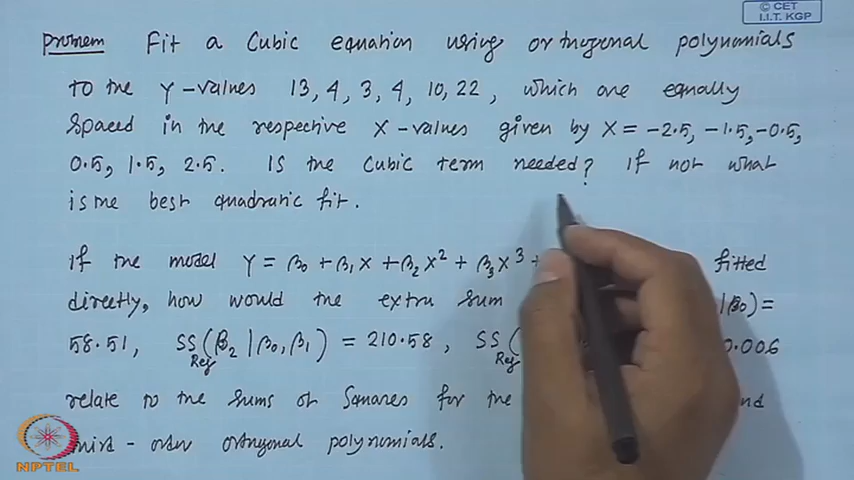 © CET
I.I.T. KGP
Problem Fit a cubic equation using orthogonal polynomials
to the Y-values 13, 4, 3, 4, 10, 22, which are equally
spaced in the respective X-values given by X = -2.5, -1.5, -0.5,
0.5, 1.5, 2.5. Is the cubic term needed? If not what
is the best quadratic fit.
If the model Y = β0 + β1X + β2X² + β3X³ + fitted
directly, how would the extra sum |β0) =
58.51, SS Reg (β2 | β0, β1) = 210.58, SS Reg ( 0.006
relate to the sums of squares for the
- order orthogonal polynomials.
NPTEL